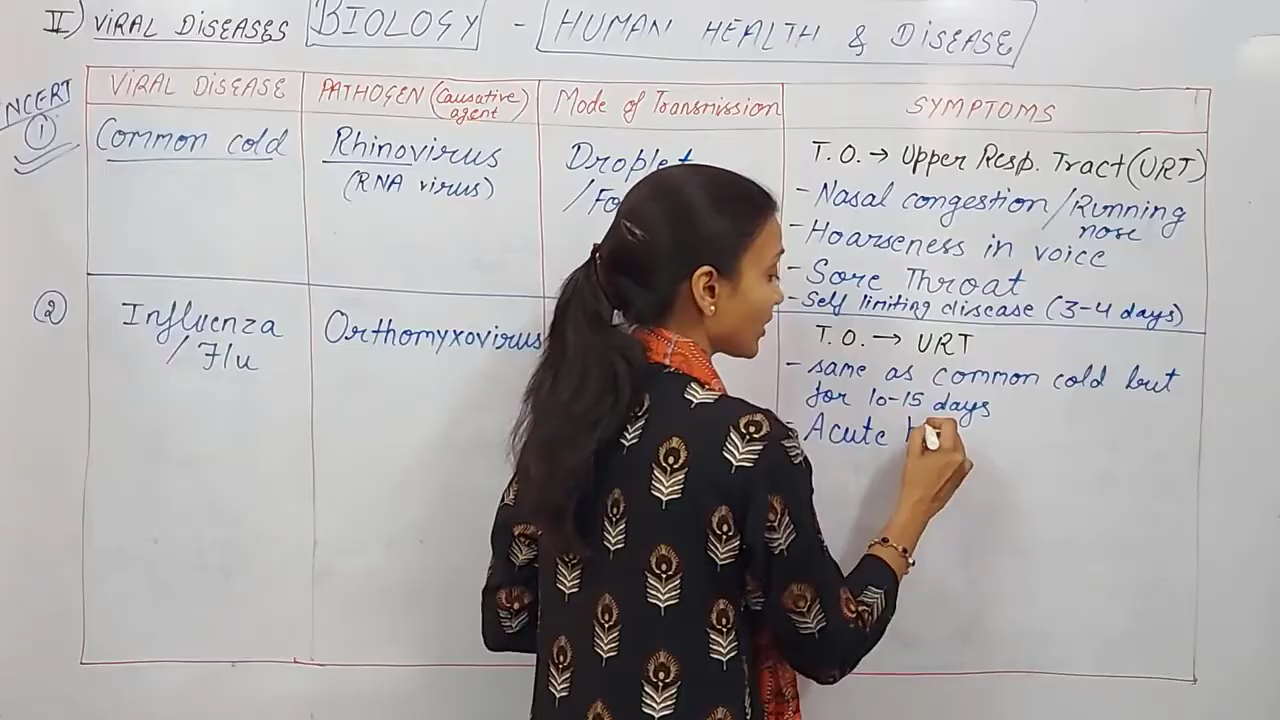 II) VIRAL DISEASES BIOLOGY - HUMAN HEALTH & DISEASE
NCERT
VIRAL DISEASE PATHOGEN (Causative agent) Mode of Transmission SYMPTOMS
① Common cold
Rhinovirus
(RNA virus)
Droplet
T.O. → Upper Resp. Tract (URT)
- Nasal congestion / Running nose
- Hoarseness in voice
- Sore Throat
- Self limiting disease (3-4 days)
② Influenza
/ Flu
Orthomyxovirus
T.O. → URT
- same as common cold but
for 10-15 days
- Acute